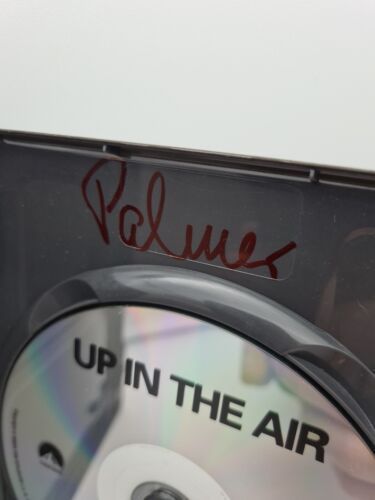 Palmer
UP IN THE AIR